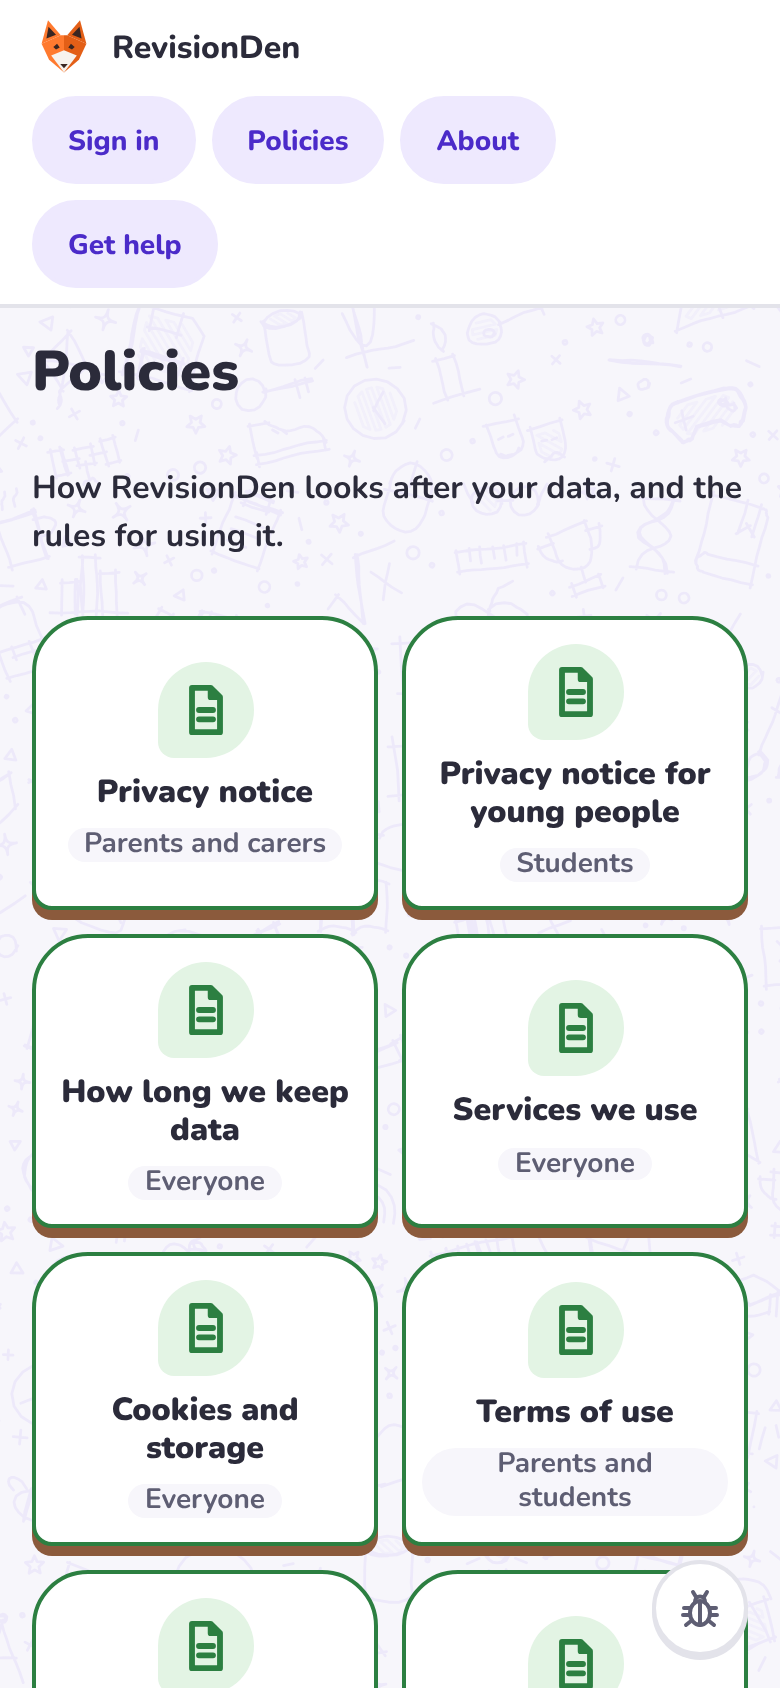 RevisionDen
Sign in
Policies
About
Get help
Policies
How RevisionDen looks after your data, and the
rules for using it.
Privacy notice
Parents and carers
Privacy notice for
young people
Students
How long we keep
data
Everyone
Services we use
Everyone
Cookies and
storage
Everyone
Terms of use
Parents and
students